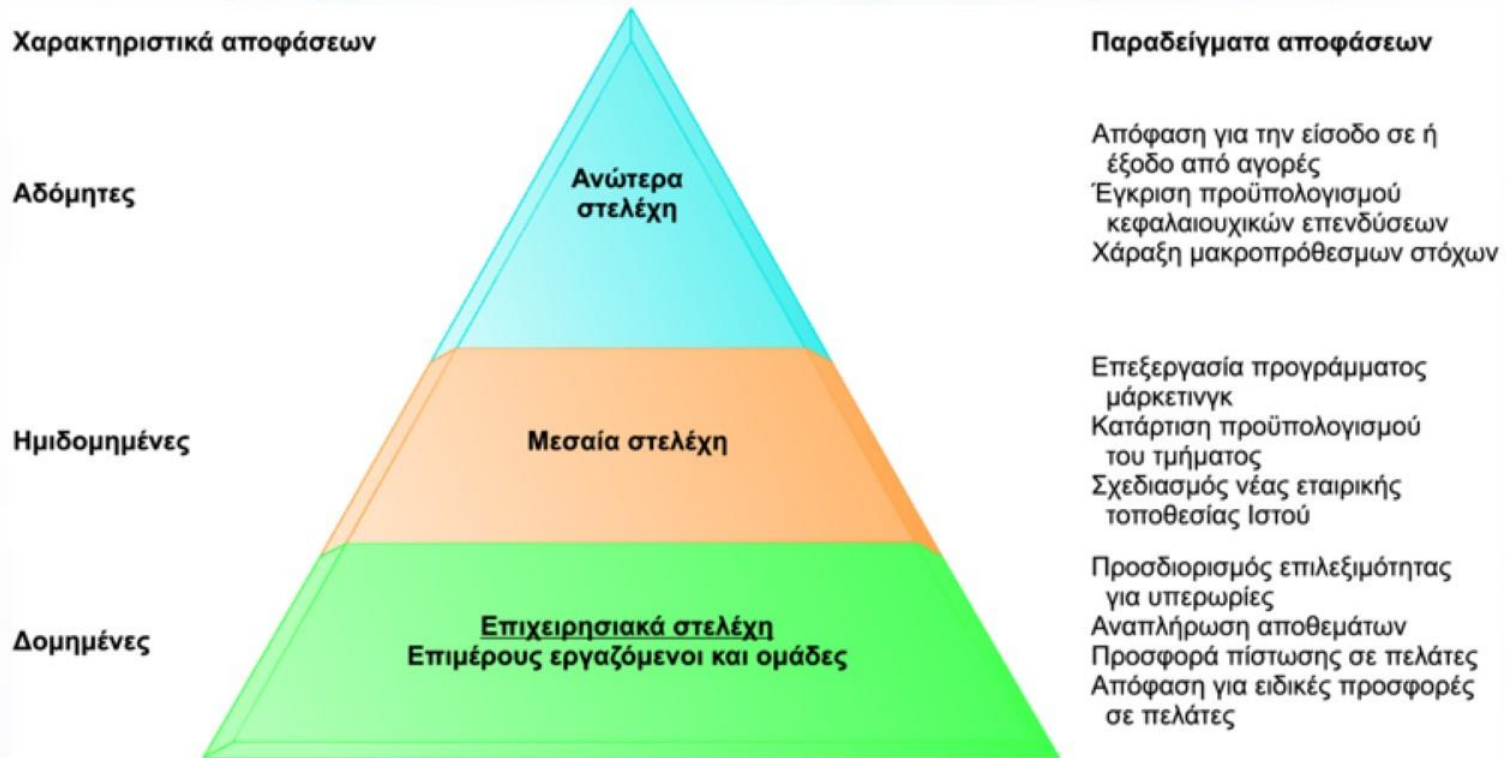 Χαρακτηριστικά αποφάσεων
Παραδείγματα αποφάσεων
Αδόμητες
Ανώτερα
στελέχη
Απόφαση για την είσοδο σε ή
έξοδο από αγορές
Έγκριση προϋπολογισμού
κεφαλαιουχικών επενδύσεων
Χάραξη μακροπρόθεσμων στόχων
Ημιδομημένες
Μεσαία στελέχη
Επεξεργασία προγράμματος
μάρκετινγκ
Κατάρτιση προϋπολογισμού
του τμήματος
Σχεδιασμός νέας εταιρικής
τοποθεσίας Ιστού
Δομημένες
Επιχειρησιακά στελέχη
Επιμέρους εργαζόμενοι και ομάδες
Προσδιορισμός επιλεξιμότητας
για υπερωρίες
Αναπλήρωση αποθεμάτων
Προσφορά πίστωσης σε πελάτες
Απόφαση για ειδικές προσφορές
σε πελάτες